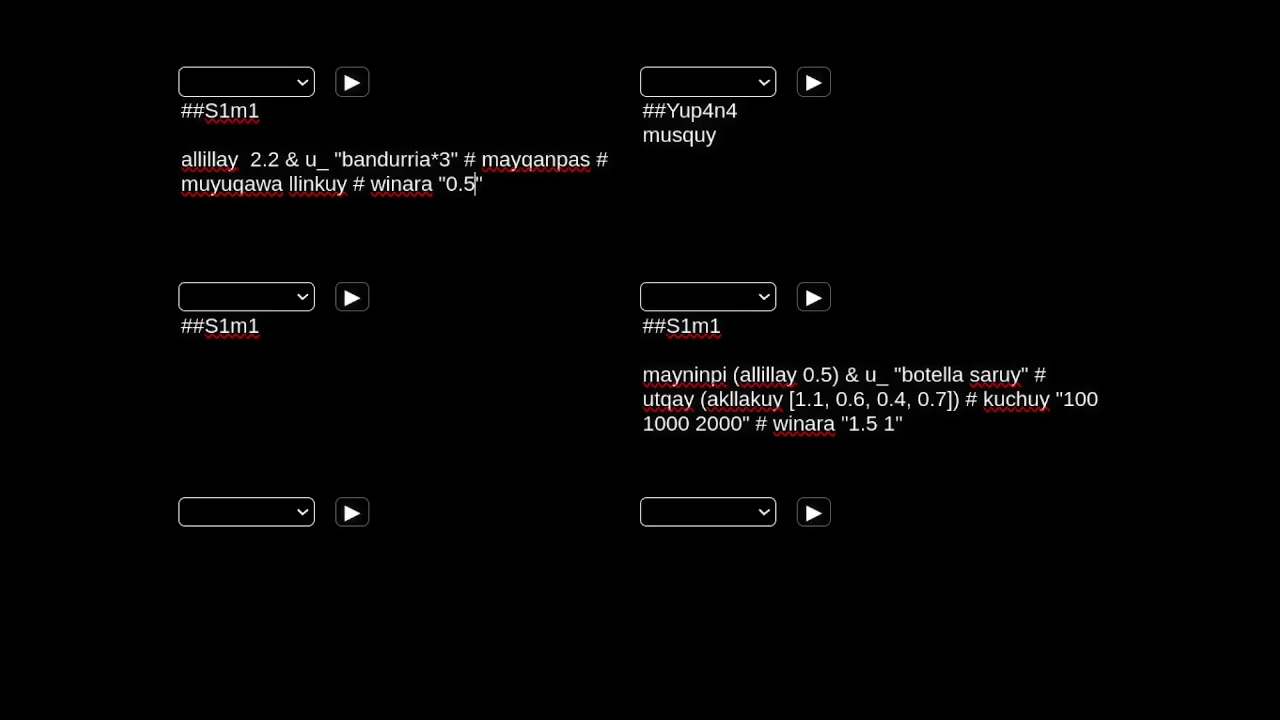 ##S1m1
allillay  2.2 & u_ "bandurria*3" # mayqanpas #
muyuqawa llinkuy # winara "0.5"
##Yup4n4
musquy
##S1m1
##S1m1
mayninpi (allillay 0.5) & u_ "botella saruy" #
utqay (akllakuy [1.1, 0.6, 0.4, 0.7]) # kuchuy "100
1000 2000" # winara "1.5 1"